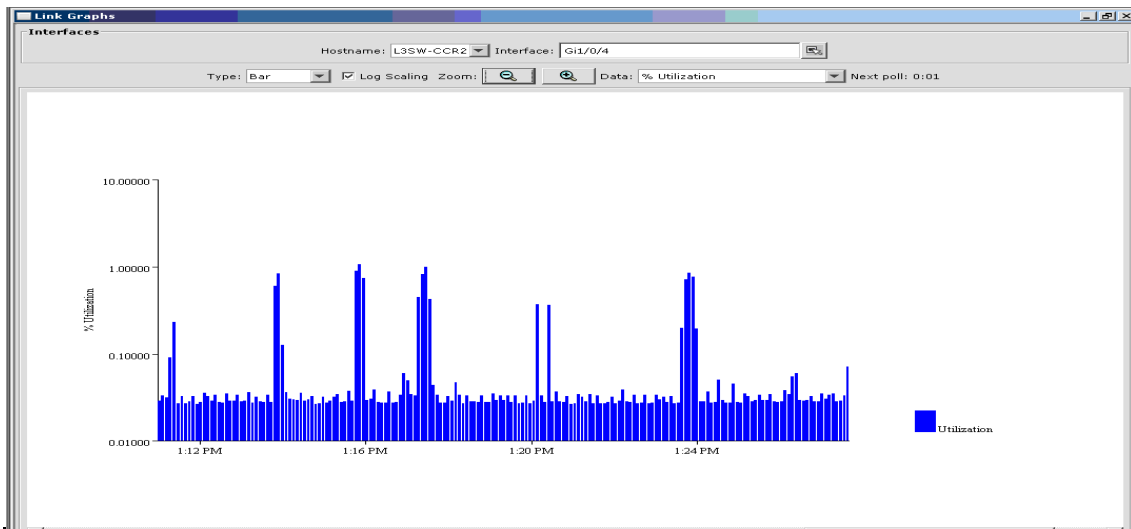 Link Graphs
Interfaces
Hostname: L3SW-CCR2 Interface: Gi1/0/4
Type: Bar Log Scaling Zoom: Data: % Utilization Next poll: 0:01
10.00000
1.00000
0.10000
0.01000
% Utilization
1:12 PM 1:16 PM 1:20 PM 1:24 PM
Utilization